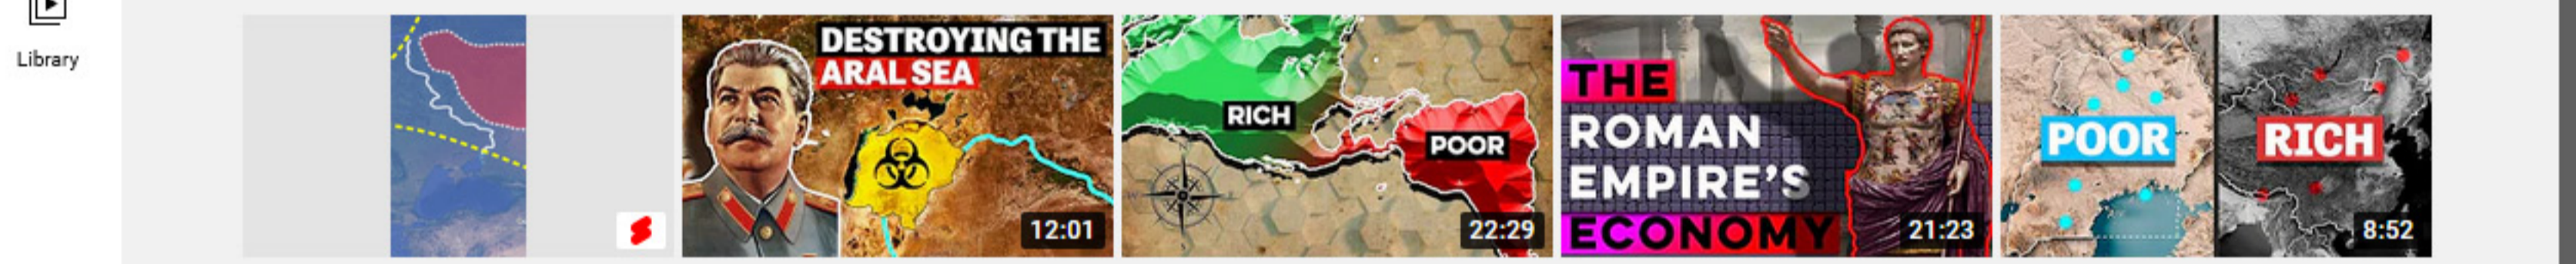 Library
DESTROYING THE
ARAL SEA
12:01
RICH
POOR
22:29
THE
ROMAN
EMPIRE'S
ECONOMY
21:23
POOR
RICH
8:52